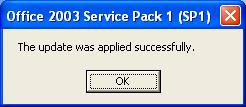 Office 2003 Service Pack 1 (SP1)
The update was applied successfully.
OK